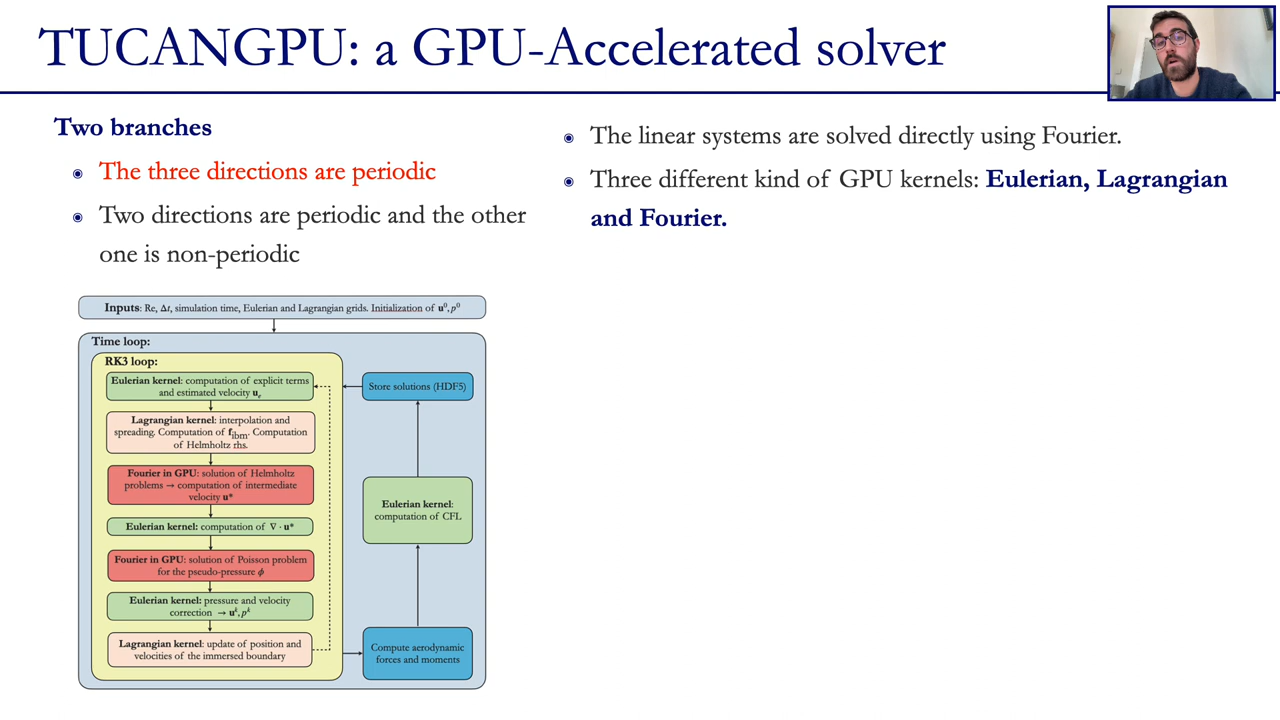 TUCANGPU: a GPU-Accelerated solver
Two branches
The three directions are periodic
Two directions are periodic and the other
one is non-periodic
The linear systems are solved directly using Fourier.
Three different kind of GPU kernels: Eulerian, Lagrangian
and Fourier.
Inputs: Re, Δt, simulation time, Eulerian and Lagrangian grids. Initialization of u⁰, p⁰
Time loop:
RK3 loop:
Eulerian kernel: computation of explicit terms
and estimated velocity uₑ
Lagrangian kernel: interpolation and
spreading. Computation of f_ibm. Computation
of Helmholtz rhs.
Fourier in GPU: solution of Helmholtz
problems → computation of intermediate
velocity u*
Eulerian kernel: computation of ∇ · u*
Fourier in GPU: solution of Poisson problem
for the pseudo-pressure ϕ
Eulerian kernel: pressure and velocity
correction → uᵏ, pᵏ
Lagrangian kernel: update of position and
velocities of the immersed boundary
Store solutions (HDF5)
Eulerian kernel:
computation of CFL
Compute aerodynamic
forces and moments